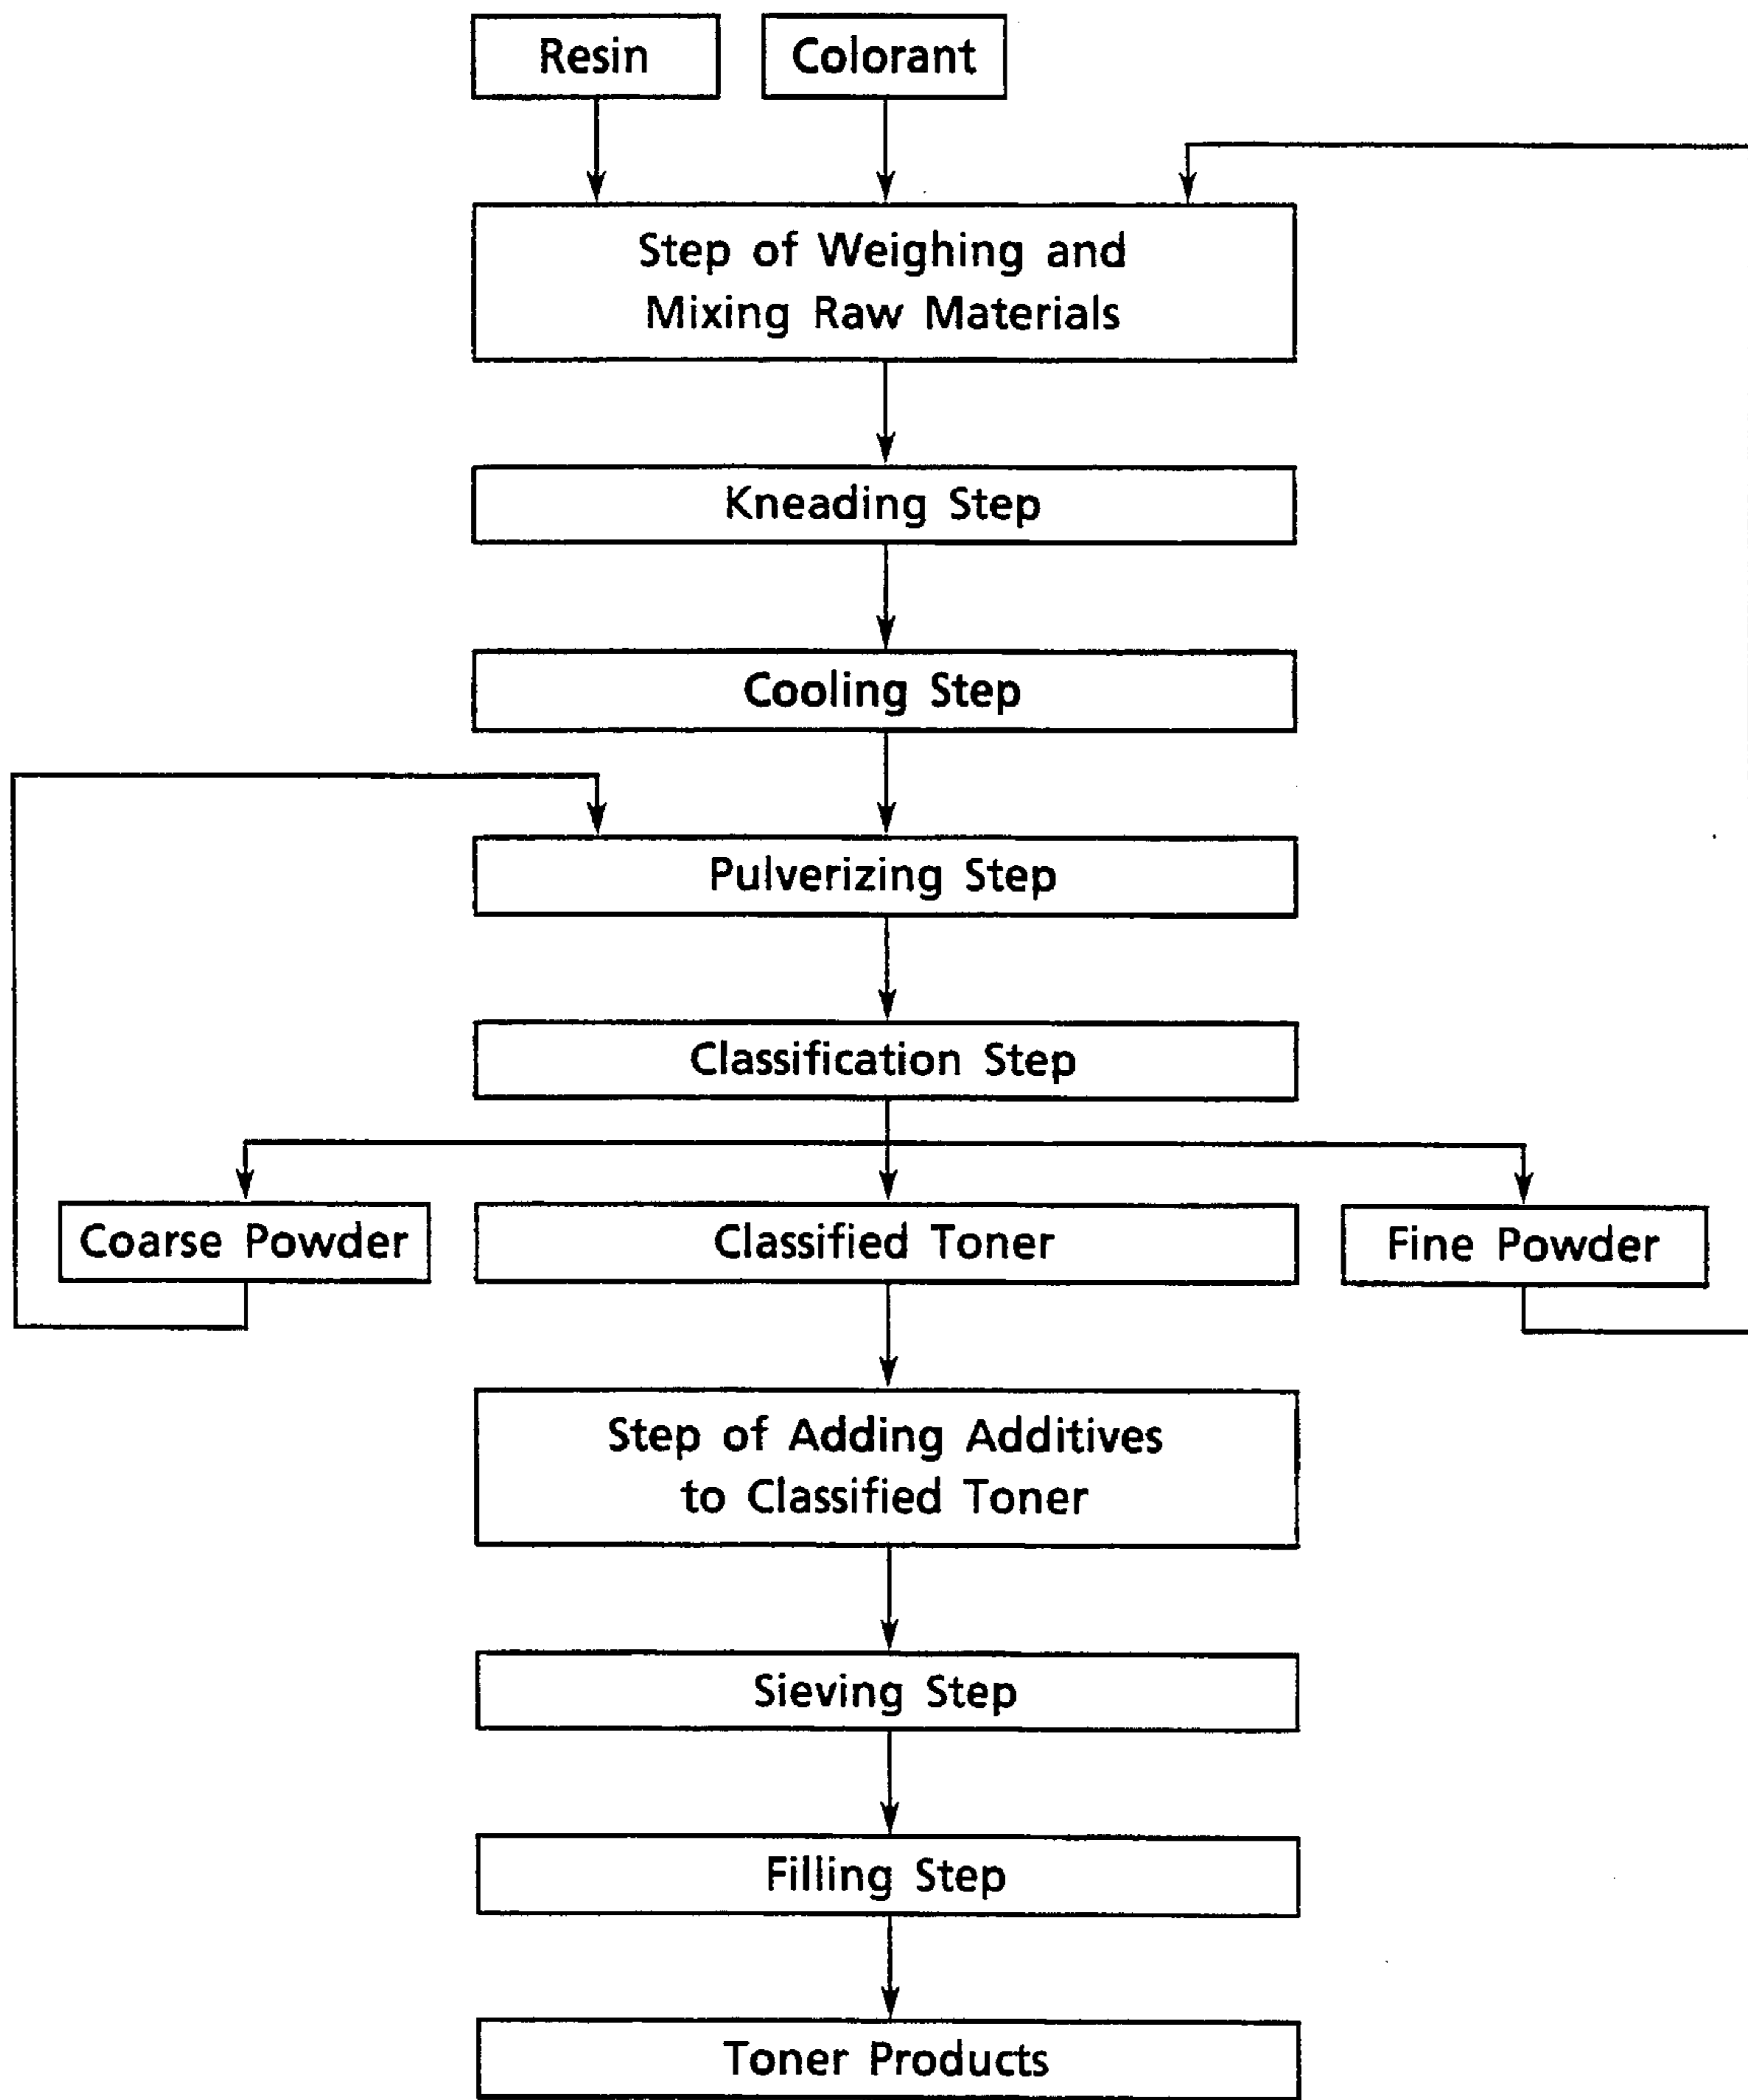 Resin
Colorant
Step of Weighing and
Mixing Raw Materials
Kneading Step
Cooling Step
Pulverizing Step
Classification Step
Coarse Powder
Classified Toner
Fine Powder
Step of Adding Additives
to Classified Toner
Sieving Step
Filling Step
Toner Products